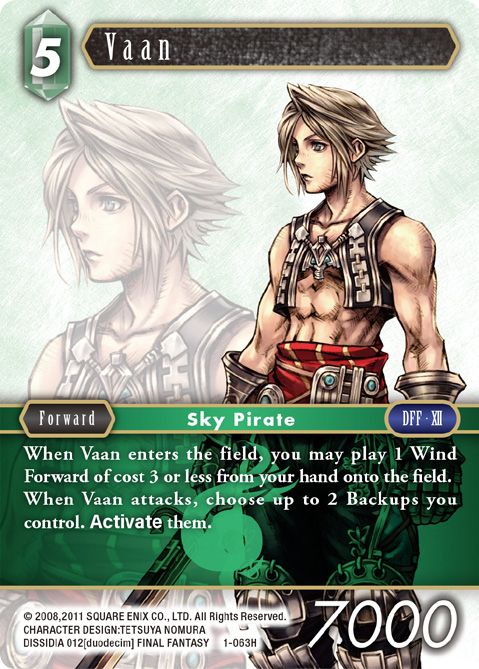 5
Vaan
Forward
Sky Pirate
DFF · XII
When Vaan enters the field, you may play 1 Wind
Forward of cost 3 or less from your hand onto the field.
When Vaan attacks, choose up to 2 Backups you
control. Activate them.
© 2008,2011 SQUARE ENIX CO., LTD. All Rights Reserved.
CHARACTER DESIGN:TETSUYA NOMURA
DISSIDIA 012[duodecim] FINAL FANTASY 1-063H
7000